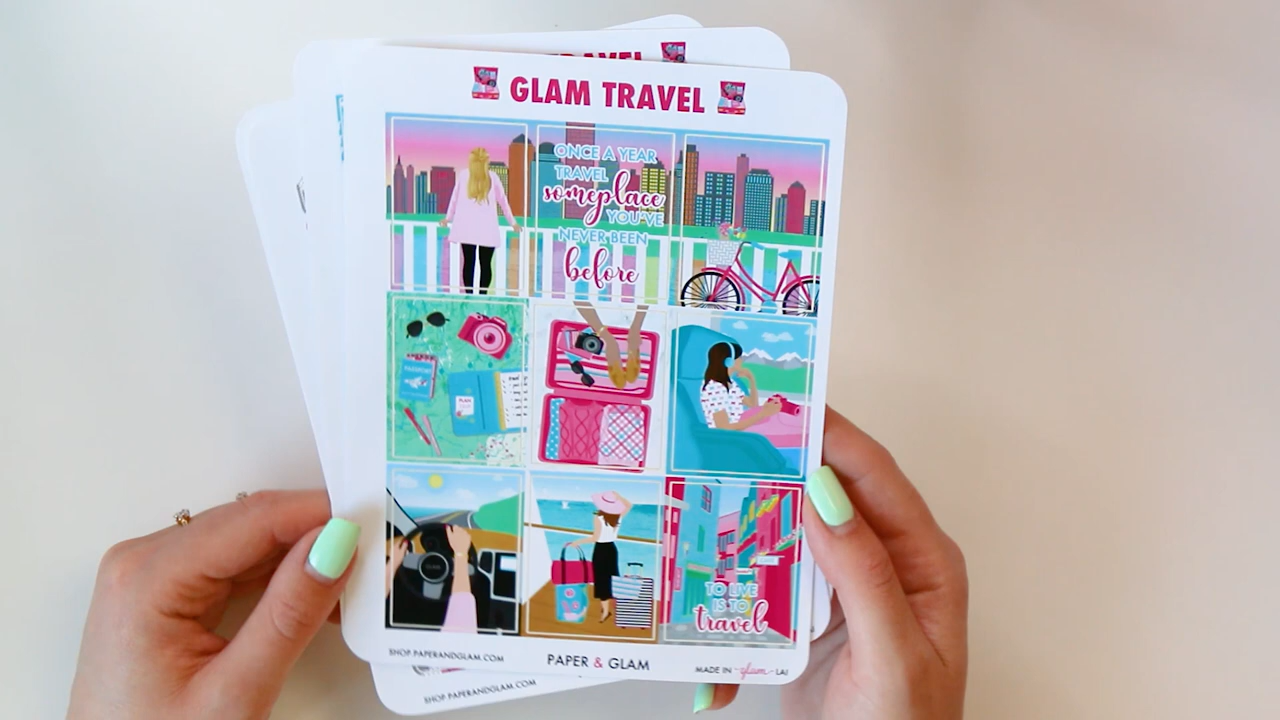 TRAVEL
GLAM TRAVEL
ONCE A YEAR
TRAVEL
someplace
YOU'VE
NEVER BEEN
before
TO LIVE
IS TO
travel
SHOP.PAPERANDGLAM.COM
PAPER & GLAM
MADE IN glam LA!
SHOP.PAPERANDGLAM.COM